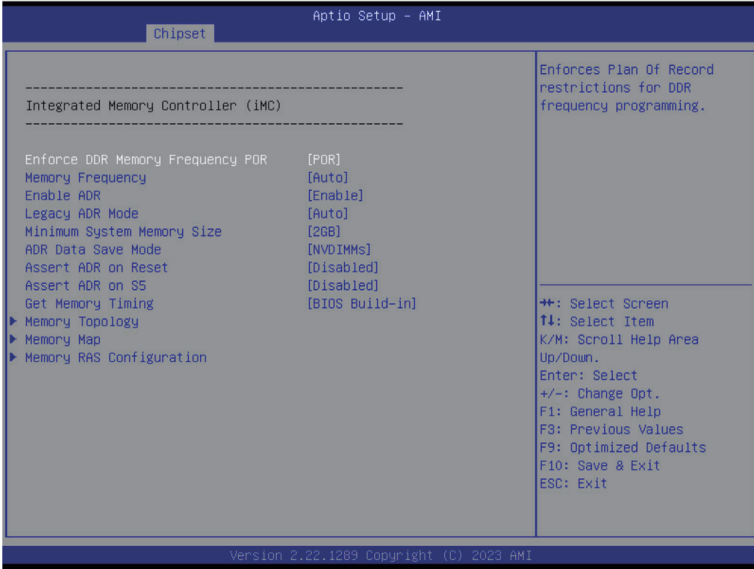 Aptio Setup - AMI
Chipset
------------------------------------------------
Integrated Memory Controller (iMC)
------------------------------------------------
Enforce DDR Memory Frequency POR [POR]
Memory Frequency [Auto]
Enable ADR [Enable]
Legacy ADR Mode [Auto]
Minimum System Memory Size [2GB]
ADR Data Save Mode [NVDIMMs]
Assert ADR on Reset [Disabled]
Assert ADR on S5 [Disabled]
Get Memory Timing [BIOS Build-in]
Memory Topology
Memory Map
Memory RAS Configuration
Enforces Plan Of Record
restrictions for DDR
frequency programming.
→←: Select Screen
↑↓: Select Item
K/M: Scroll Help Area
Up/Down.
Enter: Select
+/-: Change Opt.
F1: General Help
F3: Previous Values
F9: Optimized Defaults
F10: Save & Exit
ESC: Exit
Version 2.22.1289 Copyright (C) 2023 AMI